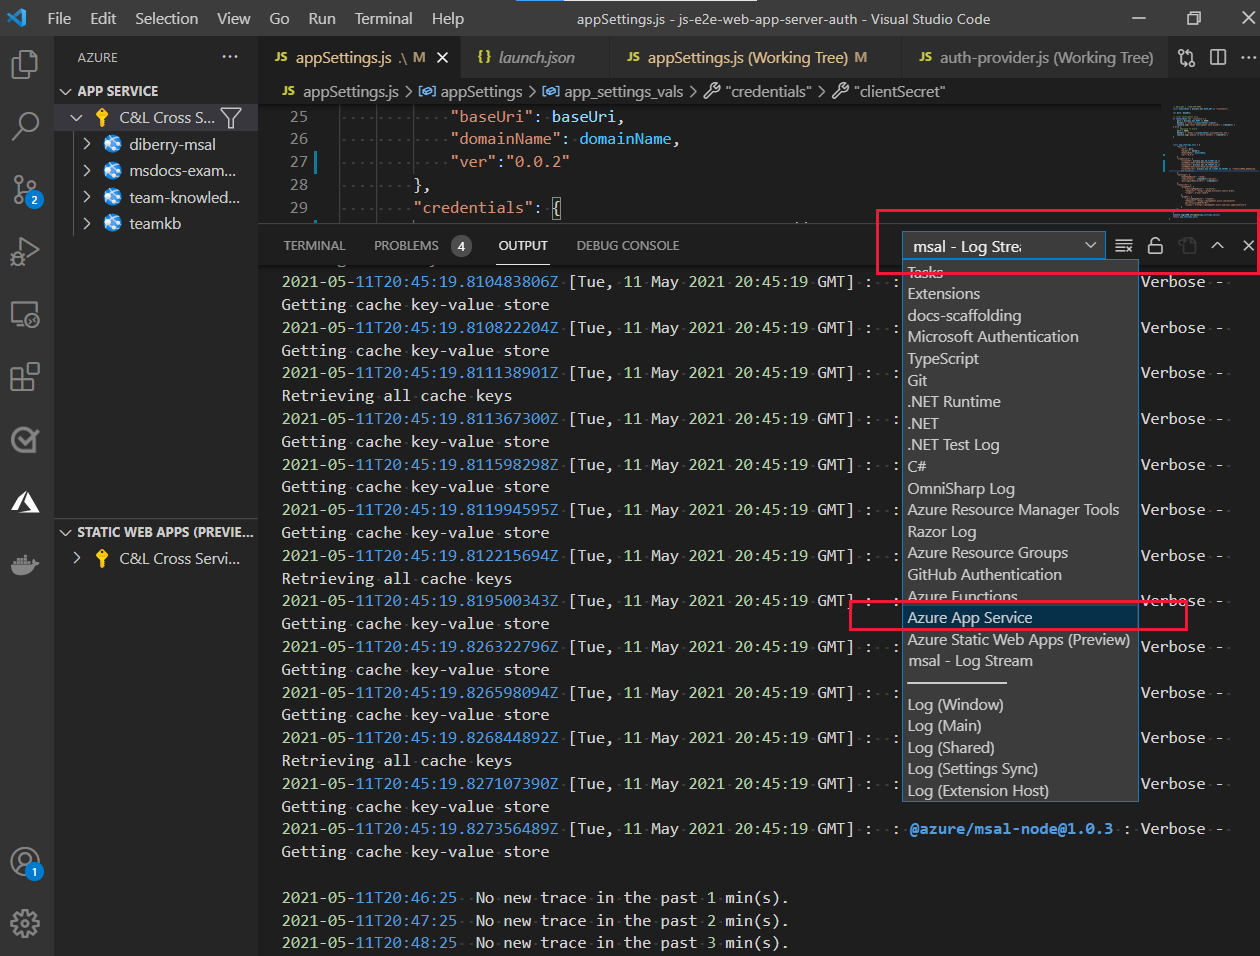 File Edit Selection View Go Run Terminal Help appSettings.js - js-e2e-web-app-server-auth - Visual Studio Code
AZURE ···
JS appSettings.js .\ M
{} launch.json
JS appSettings.js (Working Tree) M
JS auth-provider.js (Working Tree)
APP SERVICE
JS appSettings.js > appSettings > app_settings_vals > "credentials" > "clientSecret"
C&L Cross S...
diberry-msal
msdocs-exam...
team-knowled...
teamkb
25 "baseUri": baseUri,
26 "domainName": domainName,
27 "ver":"0.0.2"
28 },
29 "credentials": {
2
TERMINAL PROBLEMS 4 OUTPUT DEBUG CONSOLE
msal - Log Strea
2021-05-11T20:45:19.810483806Z [Tue, 11 May 2021 20:45:19 GMT] : : Verbose -
Getting cache key-value store
2021-05-11T20:45:19.810822204Z [Tue, 11 May 2021 20:45:19 GMT] : : Verbose -
Getting cache key-value store
2021-05-11T20:45:19.811138901Z [Tue, 11 May 2021 20:45:19 GMT] : : Verbose -
Retrieving all cache keys
2021-05-11T20:45:19.811367300Z [Tue, 11 May 2021 20:45:19 GMT] : : Verbose -
Getting cache key-value store
2021-05-11T20:45:19.811598298Z [Tue, 11 May 2021 20:45:19 GMT] : : Verbose -
Getting cache key-value store
2021-05-11T20:45:19.811994595Z [Tue, 11 May 2021 20:45:19 GMT] : : Verbose -
Getting cache key-value store
2021-05-11T20:45:19.812215694Z [Tue, 11 May 2021 20:45:19 GMT] : : Verbose -
Retrieving all cache keys
2021-05-11T20:45:19.819500343Z [Tue, 11 May 2021 20:45:19 GMT] : : Verbose -
Getting cache key-value store
2021-05-11T20:45:19.826322796Z [Tue, 11 May 2021 20:45:19 GMT] : : Verbose -
Getting cache key-value store
2021-05-11T20:45:19.826598094Z [Tue, 11 May 2021 20:45:19 GMT] : : Verbose -
Getting cache key-value store
2021-05-11T20:45:19.826844892Z [Tue, 11 May 2021 20:45:19 GMT] : : Verbose -
Retrieving all cache keys
2021-05-11T20:45:19.827107390Z [Tue, 11 May 2021 20:45:19 GMT] : : Verbose -
Getting cache key-value store
2021-05-11T20:45:19.827356489Z [Tue, 11 May 2021 20:45:19 GMT] : : @azure/msal-node@1.0.3 : Verbose -
Getting cache key-value store
2021-05-11T20:46:25 No new trace in the past 1 min(s).
2021-05-11T20:47:25 No new trace in the past 2 min(s).
2021-05-11T20:48:25 No new trace in the past 3 min(s).
Tasks
Extensions
docs-scaffolding
Microsoft Authentication
TypeScript
Git
.NET Runtime
.NET
.NET Test Log
C#
OmniSharp Log
Azure Resource Manager Tools
Razor Log
Azure Resource Groups
GitHub Authentication
Azure Functions
Azure App Service
Azure Static Web Apps (Preview)
msal - Log Stream
Log (Window)
Log (Main)
Log (Shared)
Log (Settings Sync)
Log (Extension Host)
STATIC WEB APPS (PREVIE...
C&L Cross Servi...
1